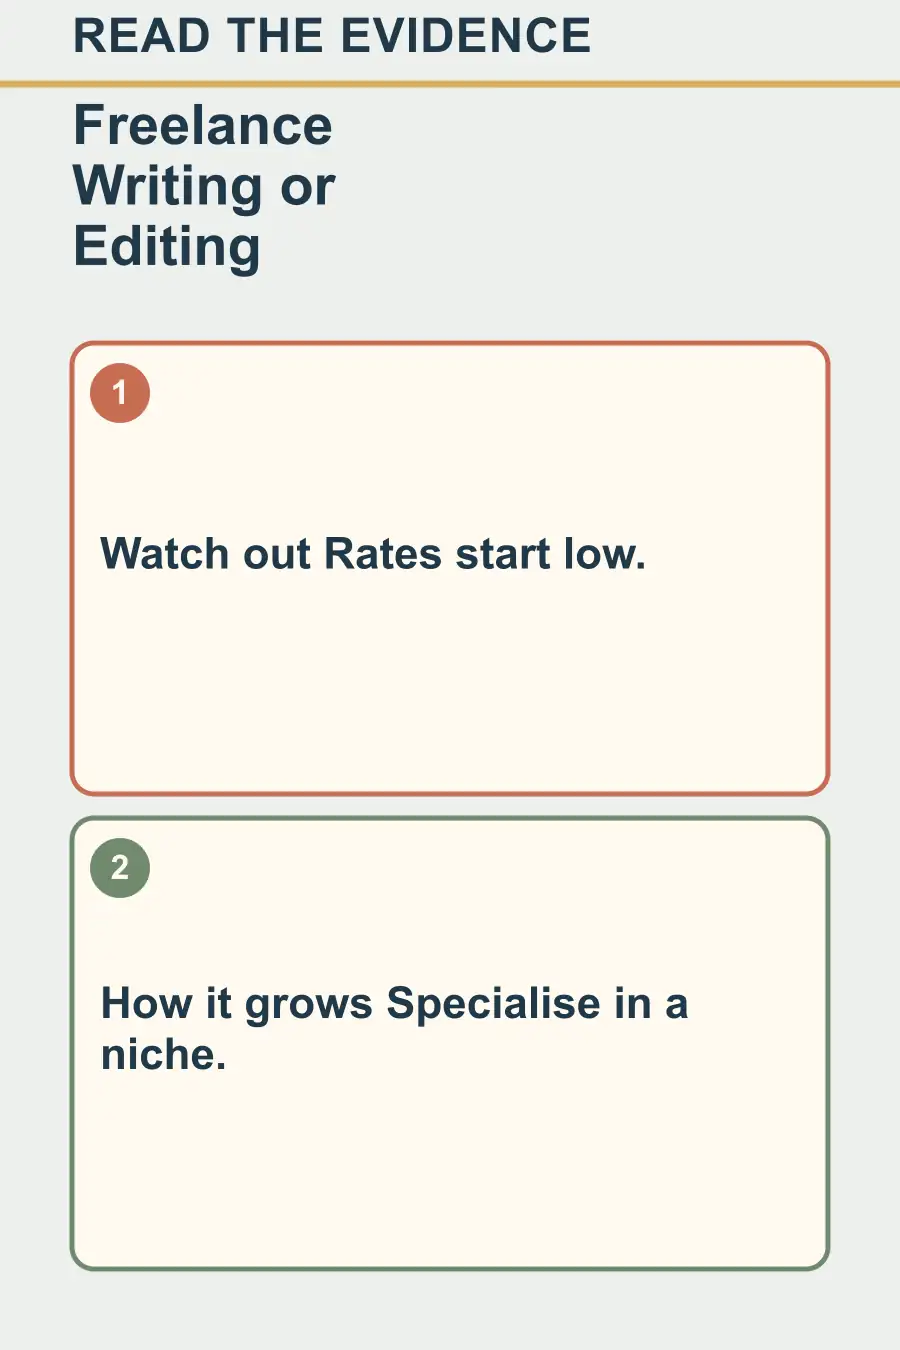 READ THE EVIDENCE
Freelance
Writing or
Editing
1
Watch out Rates start low.
2
How it grows Specialise in a
niche.